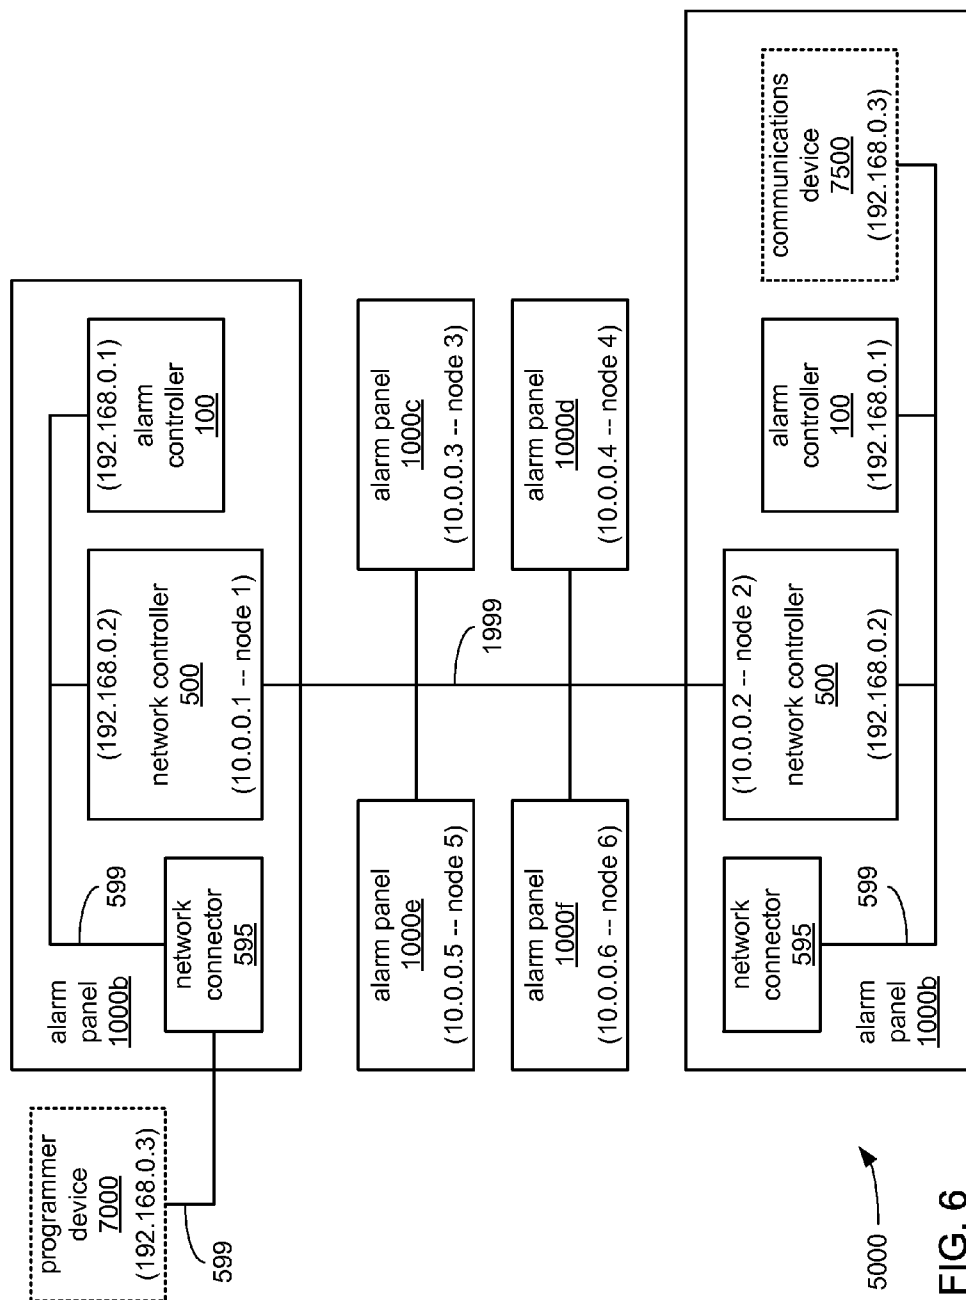 programmer
device
7000
(192.168.0.3)
599
alarm
panel
1000b
599
network
connector
595
(192.168.0.2)
network controller
500
(10.0.0.1 -- node 1)
(192.168.0.1)
alarm
controller
100
alarm panel
1000e
(10.0.0.5 -- node 5)
alarm panel
1000c
(10.0.0.3 -- node 3)
1999
alarm panel
1000f
(10.0.0.6 -- node 6)
alarm panel
1000d
(10.0.0.4 -- node 4)
network
connector
595
(10.0.0.2 -- node 2)
network controller
500
(192.168.0.2)
alarm
controller
100
(192.168.0.1)
communications
device
7500
(192.168.0.3)
alarm
panel
1000b
599
5000
FIG. 6